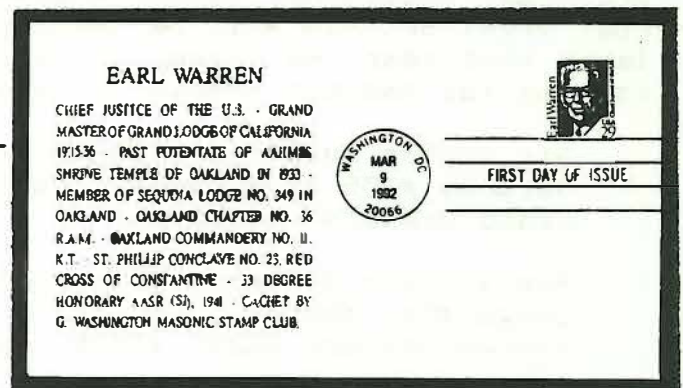 EARL WARREN
CHIEF JUSTICE OF THE U.S. - GRAND
MASTER OF GRAND LODGE OF CALIFORNIA
1935-36 - PAST POTENTATE OF AAHMES
SHRINE TEMPLE OF OAKLAND IN 1933 -
MEMBER OF SEQUOIA LODGE NO. 349 IN
OAKLAND - OAKLAND CHAPTER NO. 36
R.A.M. - OAKLAND COMMANDERY NO. 11,
K.T. - ST. PHILLIP CONCLAVE NO. 23, RED
CROSS OF CONSTANTINE - 33 DEGREE
HONORARY AASR (SJ), 1941 - CACHET BY
G. WASHINGTON MASONIC STAMP CLUB.
WASHINGTON DC
MAR
9
1992
20066
Earl Warren
29
FIRST DAY OF ISSUE